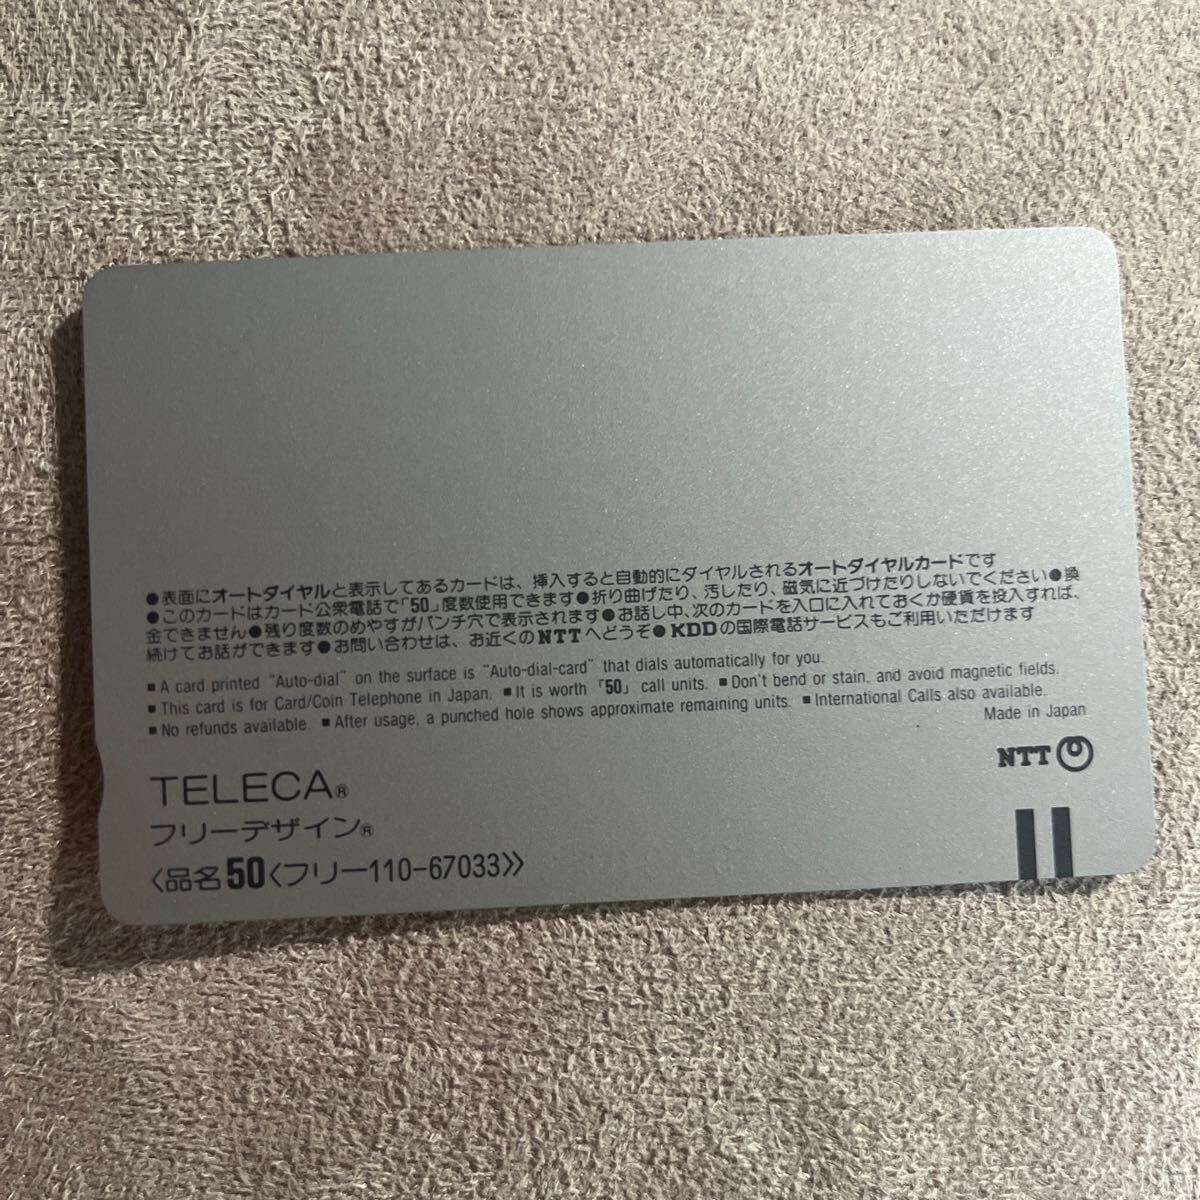 ●表面にオートダイヤルと表示してあるカードは、挿入すると自動的にダイヤルされるオートダイヤルカードです
●このカードはカード公衆電話で「50」度数使用できます●折り曲げたり、汚したり、磁気に近づけたりしないでください●換
金できません●残り度数のめやすがパンチ穴で表示されます●お話し中、次のカードを入口に入れておくか硬貨を投入すれば、
続けてお話ができます●お問い合わせは、お近くのNTTへどうぞ●KDDの国際電話サービスもご利用いただけます
■A card printed "Auto-dial" on the surface is "Auto-dial-card" that dials automatically for you.
■This card is for Card/Coin Telephone in Japan. ■It is worth「50」call units. ■Don't bend or stain, and avoid magnetic fields.
■No refunds available. ■After usage, a punched hole shows approximate remaining units. ■International Calls also available.
Made in Japan
NTT
TELECA®
フリーデザイン®
〈品名50〈フリー110-67033〉〉